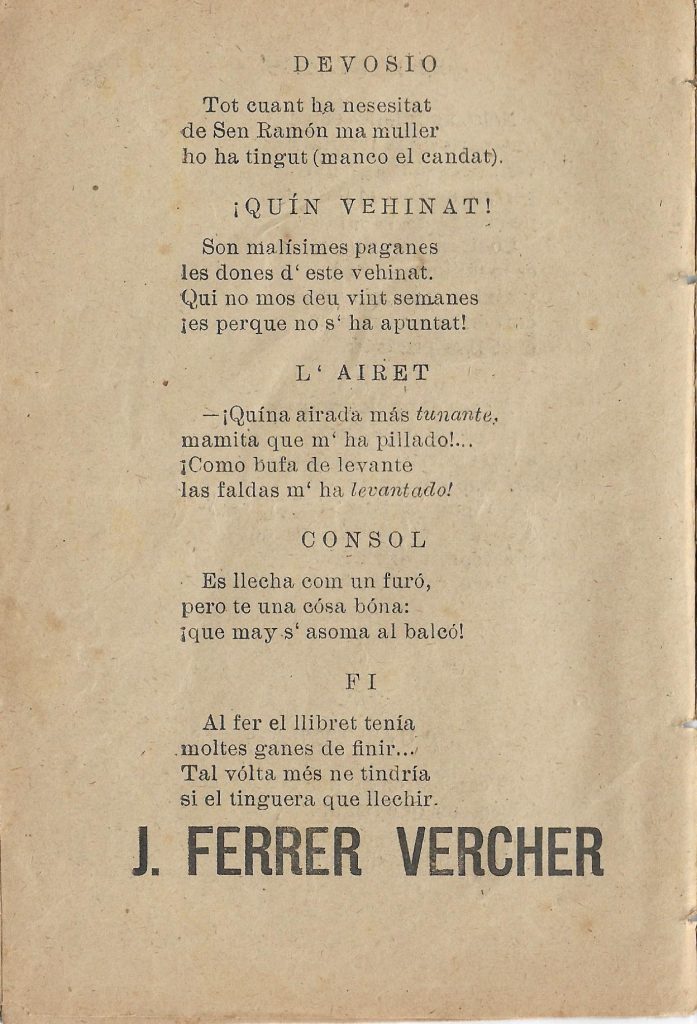 DEVOSIO
Tot cuant ha nesesitat
de Sen Ramón ma muller
ho ha tingut (manco el candat).
¡QUÍN VEHINAT!
Son malísimes paganes
les dones d‘ este vehinat.
Qui no mos deu vint semanes
¡es perque no s‘ ha apuntat!
L‘ AIRET
—¡Quína airada más tunante,
mamita que m‘ ha pillado!...
¡Como bufa de levante
las faldas m‘ ha levantado!
CONSOL
Es llecha com un furó,
pero te una cósa bóna:
¡que may s‘ asoma al balcó!
FI
Al fer el llibret tenía
moltes ganes de finir...
Tal vólta més ne tindría
si el tinguera que llechir.
J. FERRER VERCHER